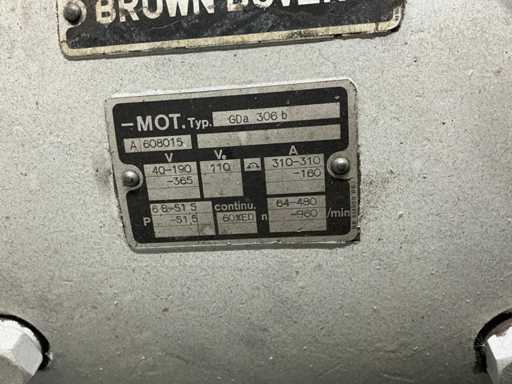 BROWN BOVERI
–MOT. Typ. GDa 306 b
A 608015
V Ve A
40–190 110 310–310
–365 –160
6.8–51.5 continu. 64–480
P –51.5 60%ED n –960 /min